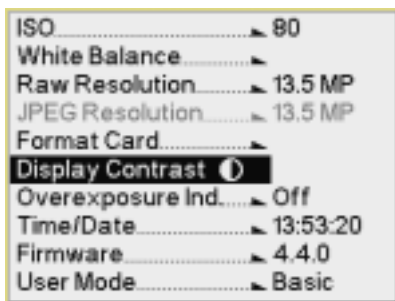 ISO 80
White Balance
Raw Resolution 13.5 MP
JPEG Resolution 13.5 MP
Format Card
Display Contrast
Overexposure Ind. Off
Time/Date 13:53:20
Firmware 4.4.0
User Mode Basic